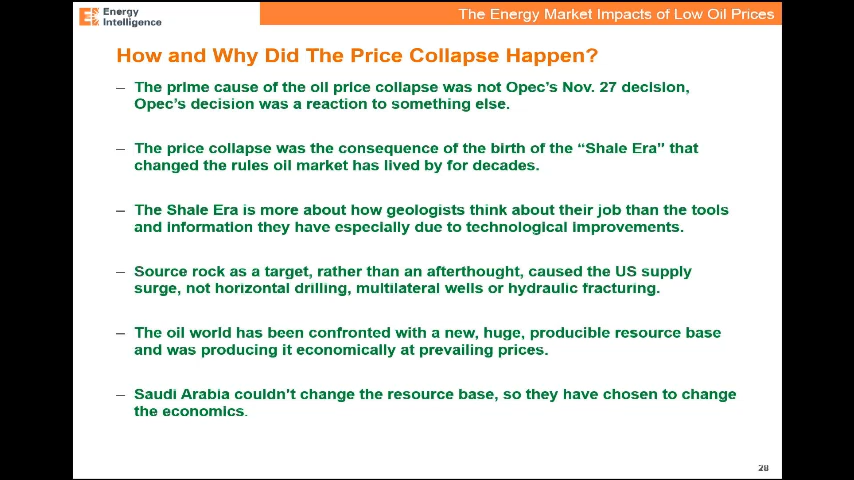 Energy
Intelligence
The Energy Market Impacts of Low Oil Prices
How and Why Did The Price Collapse Happen?
– The prime cause of the oil price collapse was not Opec's Nov. 27 decision,
Opec's decision was a reaction to something else.
– The price collapse was the consequence of the birth of the “Shale Era” that
changed the rules oil market has lived by for decades.
– The Shale Era is more about how geologists think about their job than the tools
and information they have especially due to technological improvements.
– Source rock as a target, rather than an afterthought, caused the US supply
surge, not horizontal drilling, multilateral wells or hydraulic fracturing.
– The oil world has been confronted with a new, huge, producible resource base
and was producing it economically at prevailing prices.
– Saudi Arabia couldn't change the resource base, so they have chosen to change
the economics.
28